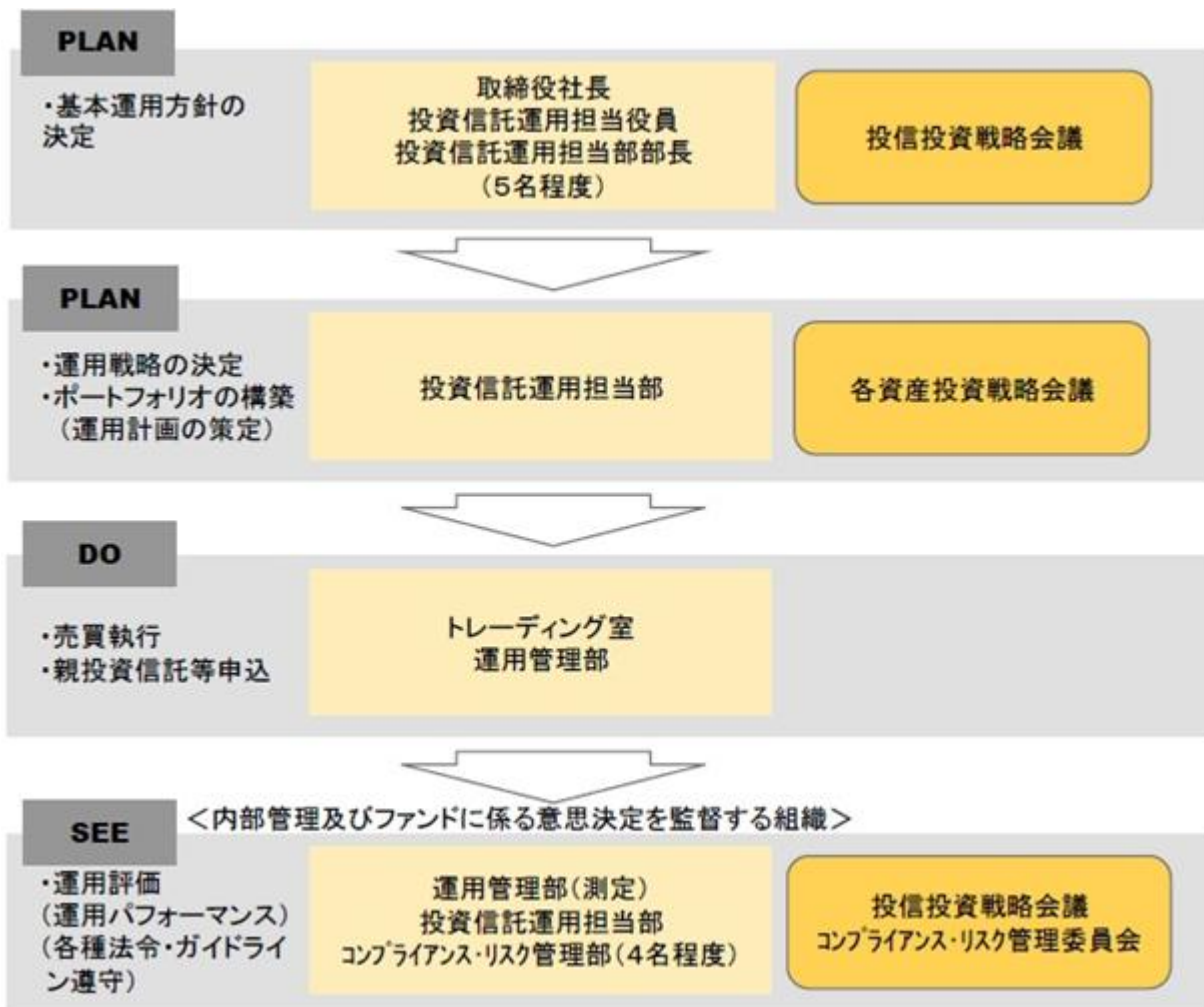 PLAN
・基本運用方針の
決定
取締役社長
投資信託運用担当役員
投資信託運用担当部部長
（5名程度）
投信投資戦略会議
PLAN
・運用戦略の決定
・ポートフォリオの構築
（運用計画の策定）
投資信託運用担当部
各資産投資戦略会議
DO
・売買執行
・親投資信託等申込
トレーディング室
運用管理部
SEE
＜内部管理及びファンドに係る意思決定を監督する組織＞
・運用評価
(運用パフォーマンス)
(各種法令・ガイドライ
ン遵守)
運用管理部（測定）
投資信託運用担当部
コンプライアンス・リスク管理部（4名程度）
投信投資戦略会議
コンプライアンス・リスク管理委員会